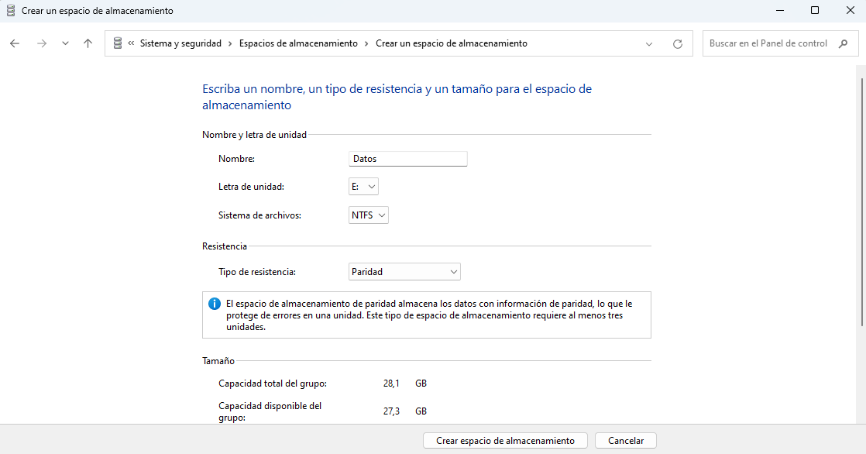 Crear un espacio de almacenamiento
« Sistema y seguridad › Espacios de almacenamiento › Crear un espacio de almacenamiento
Buscar en el Panel de control
Escriba un nombre, un tipo de resistencia y un tamaño para el espacio de
almacenamiento
Nombre y letra de unidad
Nombre: Datos
Letra de unidad: E:
Sistema de archivos: NTFS
Resistencia
Tipo de resistencia: Paridad
El espacio de almacenamiento de paridad almacena los datos con información de paridad, lo que le
protege de errores en una unidad. Este tipo de espacio de almacenamiento requiere al menos tres
unidades.
Tamaño
Capacidad total del grupo: 28,1 GB
Capacidad disponible del
grupo: 27,3 GB
Crear espacio de almacenamiento Cancelar